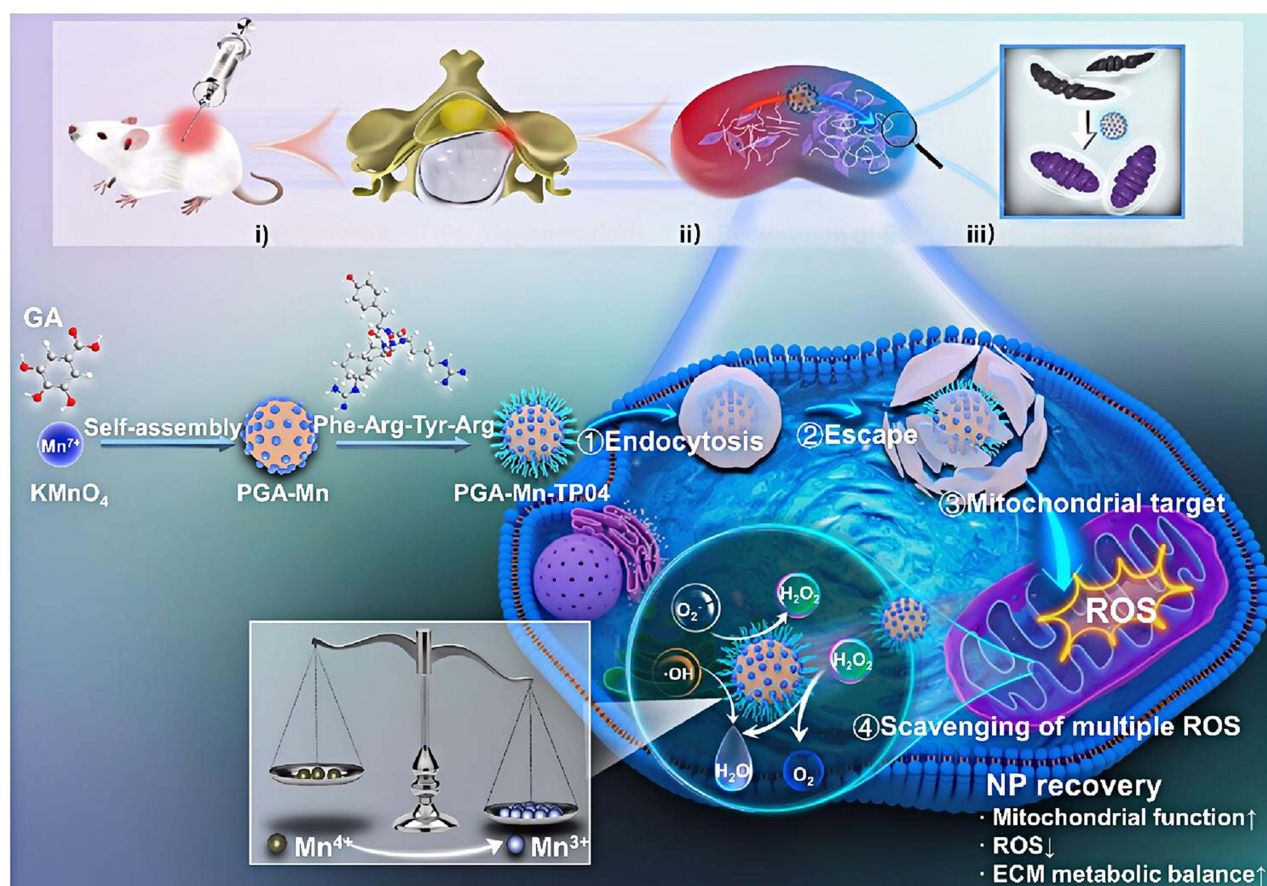 i)
ii)
iii)
GA
Mn⁷⁺
KMnO₄
Self-assembly
PGA-Mn
Phe-Arg-Tyr-Arg
PGA-Mn-TP04
①Endocytosis
②Escape
③Mitochondrial target
ROS
O₂·⁻
H₂O₂
·OH
H₂O₂
H₂O
O₂
④Scavenging of multiple ROS
Mn⁴⁺
Mn³⁺
NP recovery
· Mitochondrial function↑
· ROS↓
· ECM metabolic balance↑